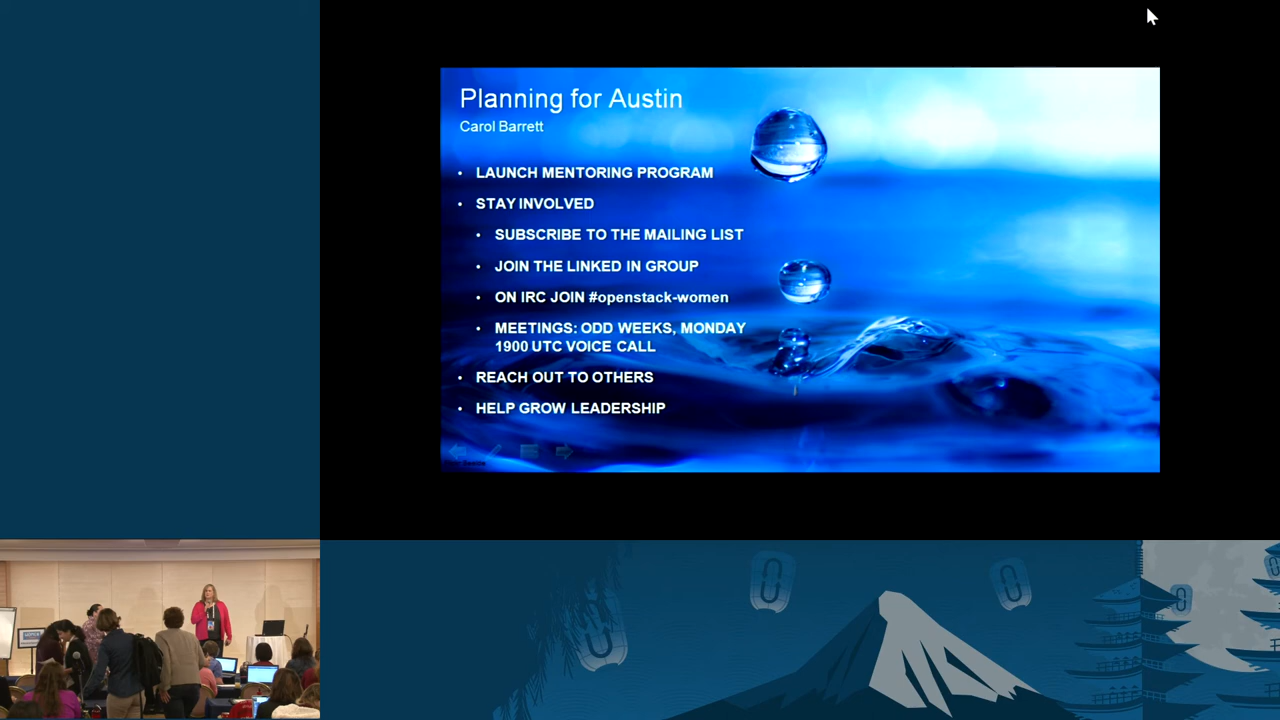 Planning for Austin
Carol Barrett
• LAUNCH MENTORING PROGRAM
• STAY INVOLVED
• SUBSCRIBE TO THE MAILING LIST
• JOIN THE LINKED IN GROUP
• ON IRC JOIN #openstack-women
• MEETINGS: ODD WEEKS, MONDAY
1900 UTC VOICE CALL
• REACH OUT TO OTHERS
• HELP GROW LEADERSHIP